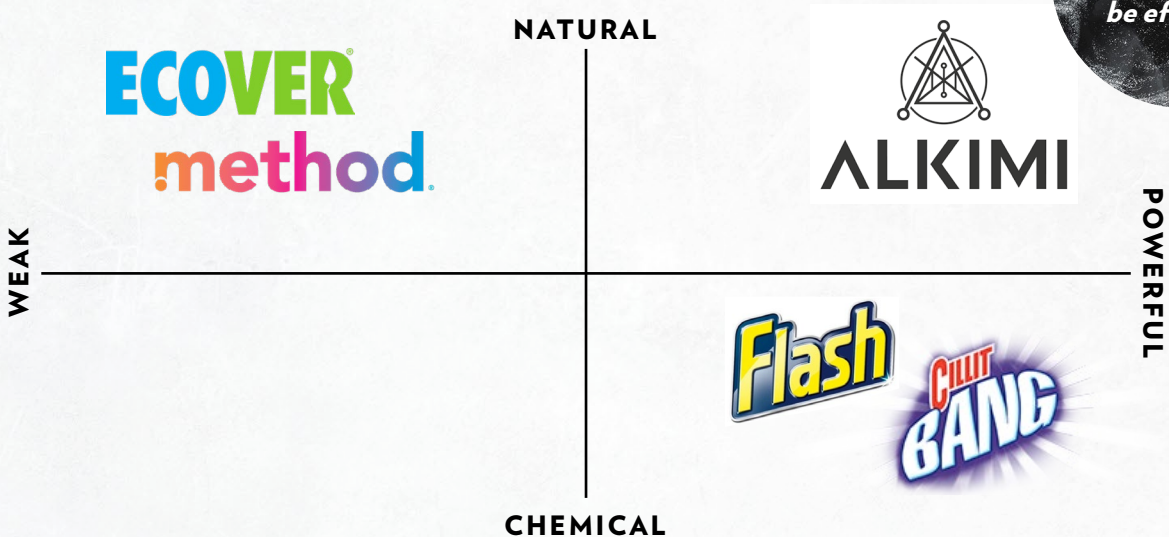 be ef
NATURAL
ECOVER®
method.
ALKIMI
WEAK
POWERFUL
Flash
CILLIT
BANG
CHEMICAL